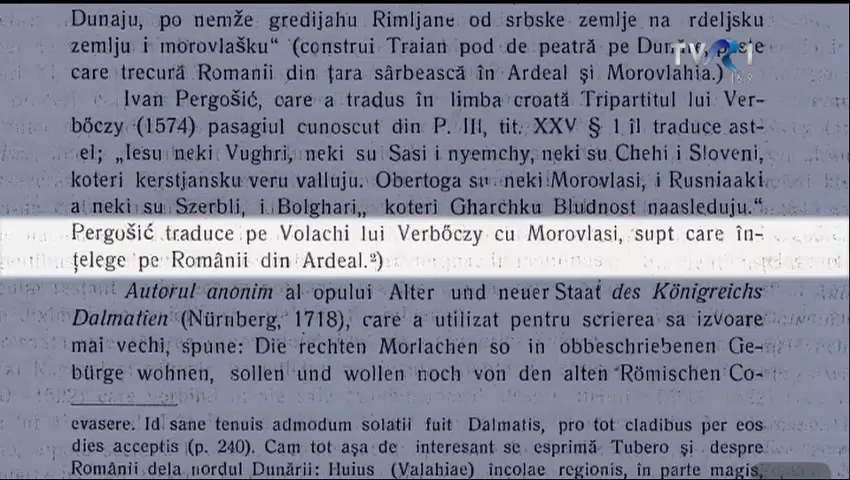 Dunaju, po nemže gredijahu Rimljane od srbske zemlje na rdeljsku
zemlju i morovlašku“ (construi Traian pod de peatră pe Dunăre, peste
care trecură Romanii din țara sârbească în Ardeal și Morovlahia.)
TVR1
Ivan Pergošić, care a tradus în limba croată Tripartitul lui Ver-
bőczy (1574) pasagiul cunoscut din P. III, tit. XXV § 1 îl traduce ast-
el; „Iesu neki Vughri, neki su Sasi i nyemchy, neki su Chehi i Sloveni,
koteri kerstjansku veru valluju. Obertoga su neki Morovlasi, i Rusniaaki
a neki su Szerbli, i Bolghari„ koteri Gharchku Bludnost naasleduju.“
Pergošić traduce pe Volachi lui Verbőczy cu Morovlasi, supt care în-
țelege pe Românii din Ardeal.²)
Autorul anonim al opului Alter und neuer Staat des Königreichs
Dalmatien (Nürnberg, 1718), care a utilizat pentru scrierea sa izvoare
mai vechi, spune: Die rechten Morlachen so in obbeschriebenen Ge-
bürge wohnen, sollen und wollen noch von den alten Römischen Co-
evasere. Id sane tenuis admodum solatii fuit Dalmatis, pro tot cladibus per eos
dies acceptis (p. 240). Cam tot așa de interesant se esprimă Tubero și despre
Românii dela nordul Dunării: Huius (Valahiae) incolae regionis, in parte magis,